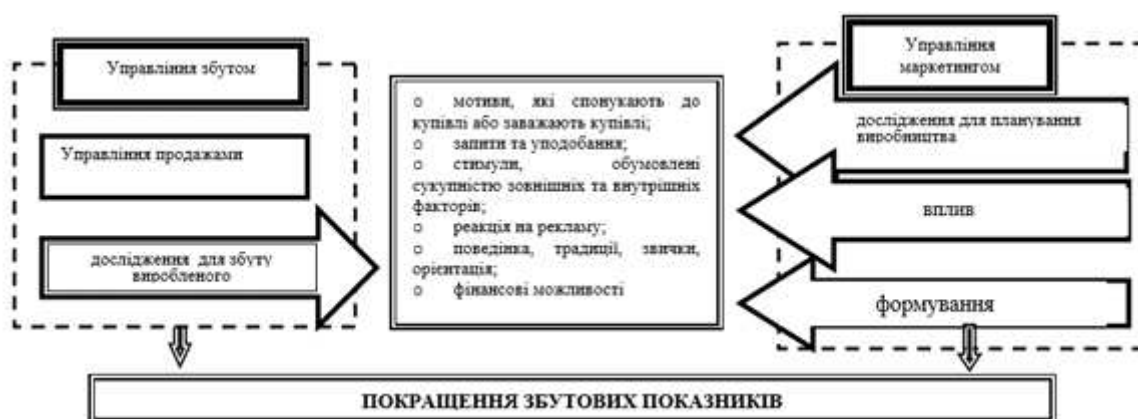 Управління збутом
Управління продажами
дослідження для збуту
виробленого
o мотиви, які спонукають до
купівлі або заважають купівлі;
o запити та уподобання;
o стимули, обумовлені
сукупністю зовнішніх та внутрішніх
факторів;
o реакція на рекламу;
o поведінка, традиції, звички,
орієнтація;
o фінансові можливості
Управління
маркетингом
дослідження для планування
виробництва
вплив
формування
ПОКРАЩЕННЯ ЗБУТОВИХ ПОКАЗНИКІВ